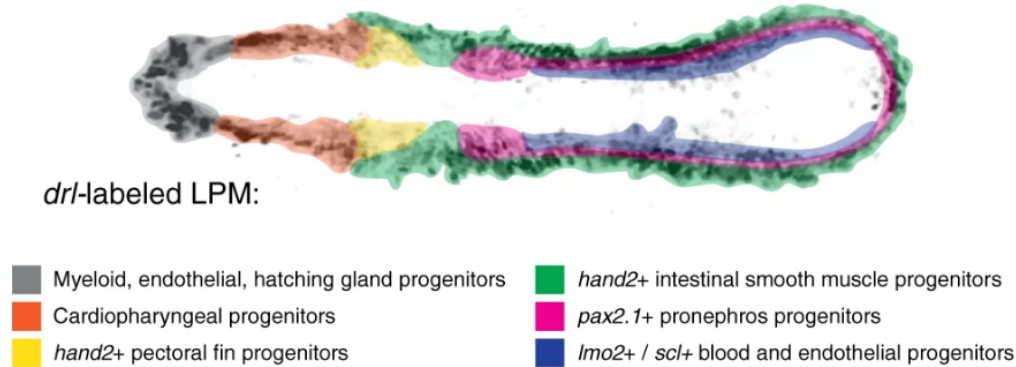 drl-labeled LPM:
Myeloid, endothelial, hatching gland progenitors
Cardiopharyngeal progenitors
hand2+ pectoral fin progenitors
hand2+ intestinal smooth muscle progenitors
pax2.1+ pronephros progenitors
lmo2+ / scl+ blood and endothelial progenitors